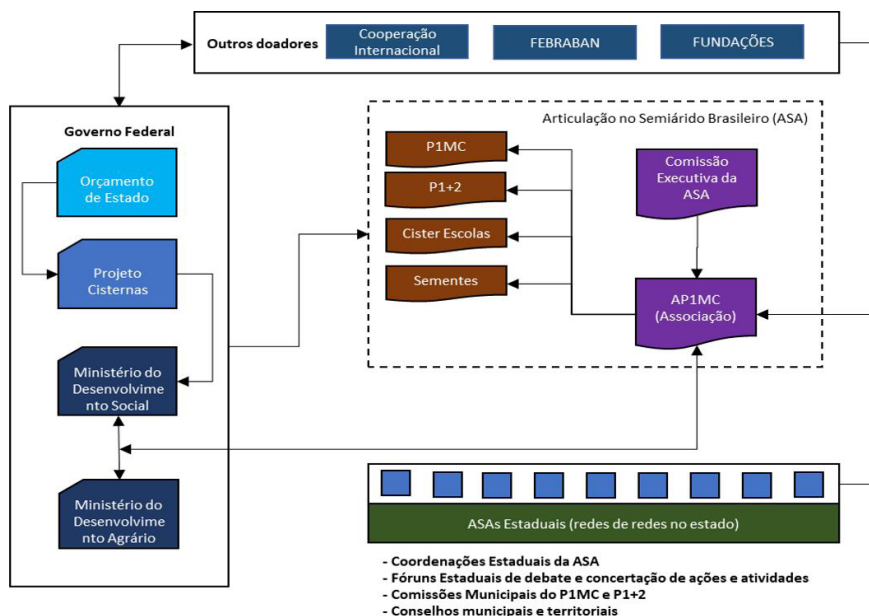 Outros doadores
Cooperação
Internacional
FEBRABAN
FUNDAÇÕES
Governo Federal
Orçamento
de Estado
Projeto
Cisternas
Ministério do
Desenvolvime
nto Social
Ministério do
Desenvolvime
nto Agrário
Articulação no Semiárido Brasileiro (ASA)
P1MC
P1+2
Cister Escolas
Sementes
Comissão
Executiva da
ASA
AP1MC
(Associação)
ASAs Estaduais (redes de redes no estado)
- Coordenações Estaduais da ASA
- Fóruns Estaduais de debate e concertação de ações e atividades
- Comissões Municipais do P1MC e P1+2
- Conselhos municipais e territoriais